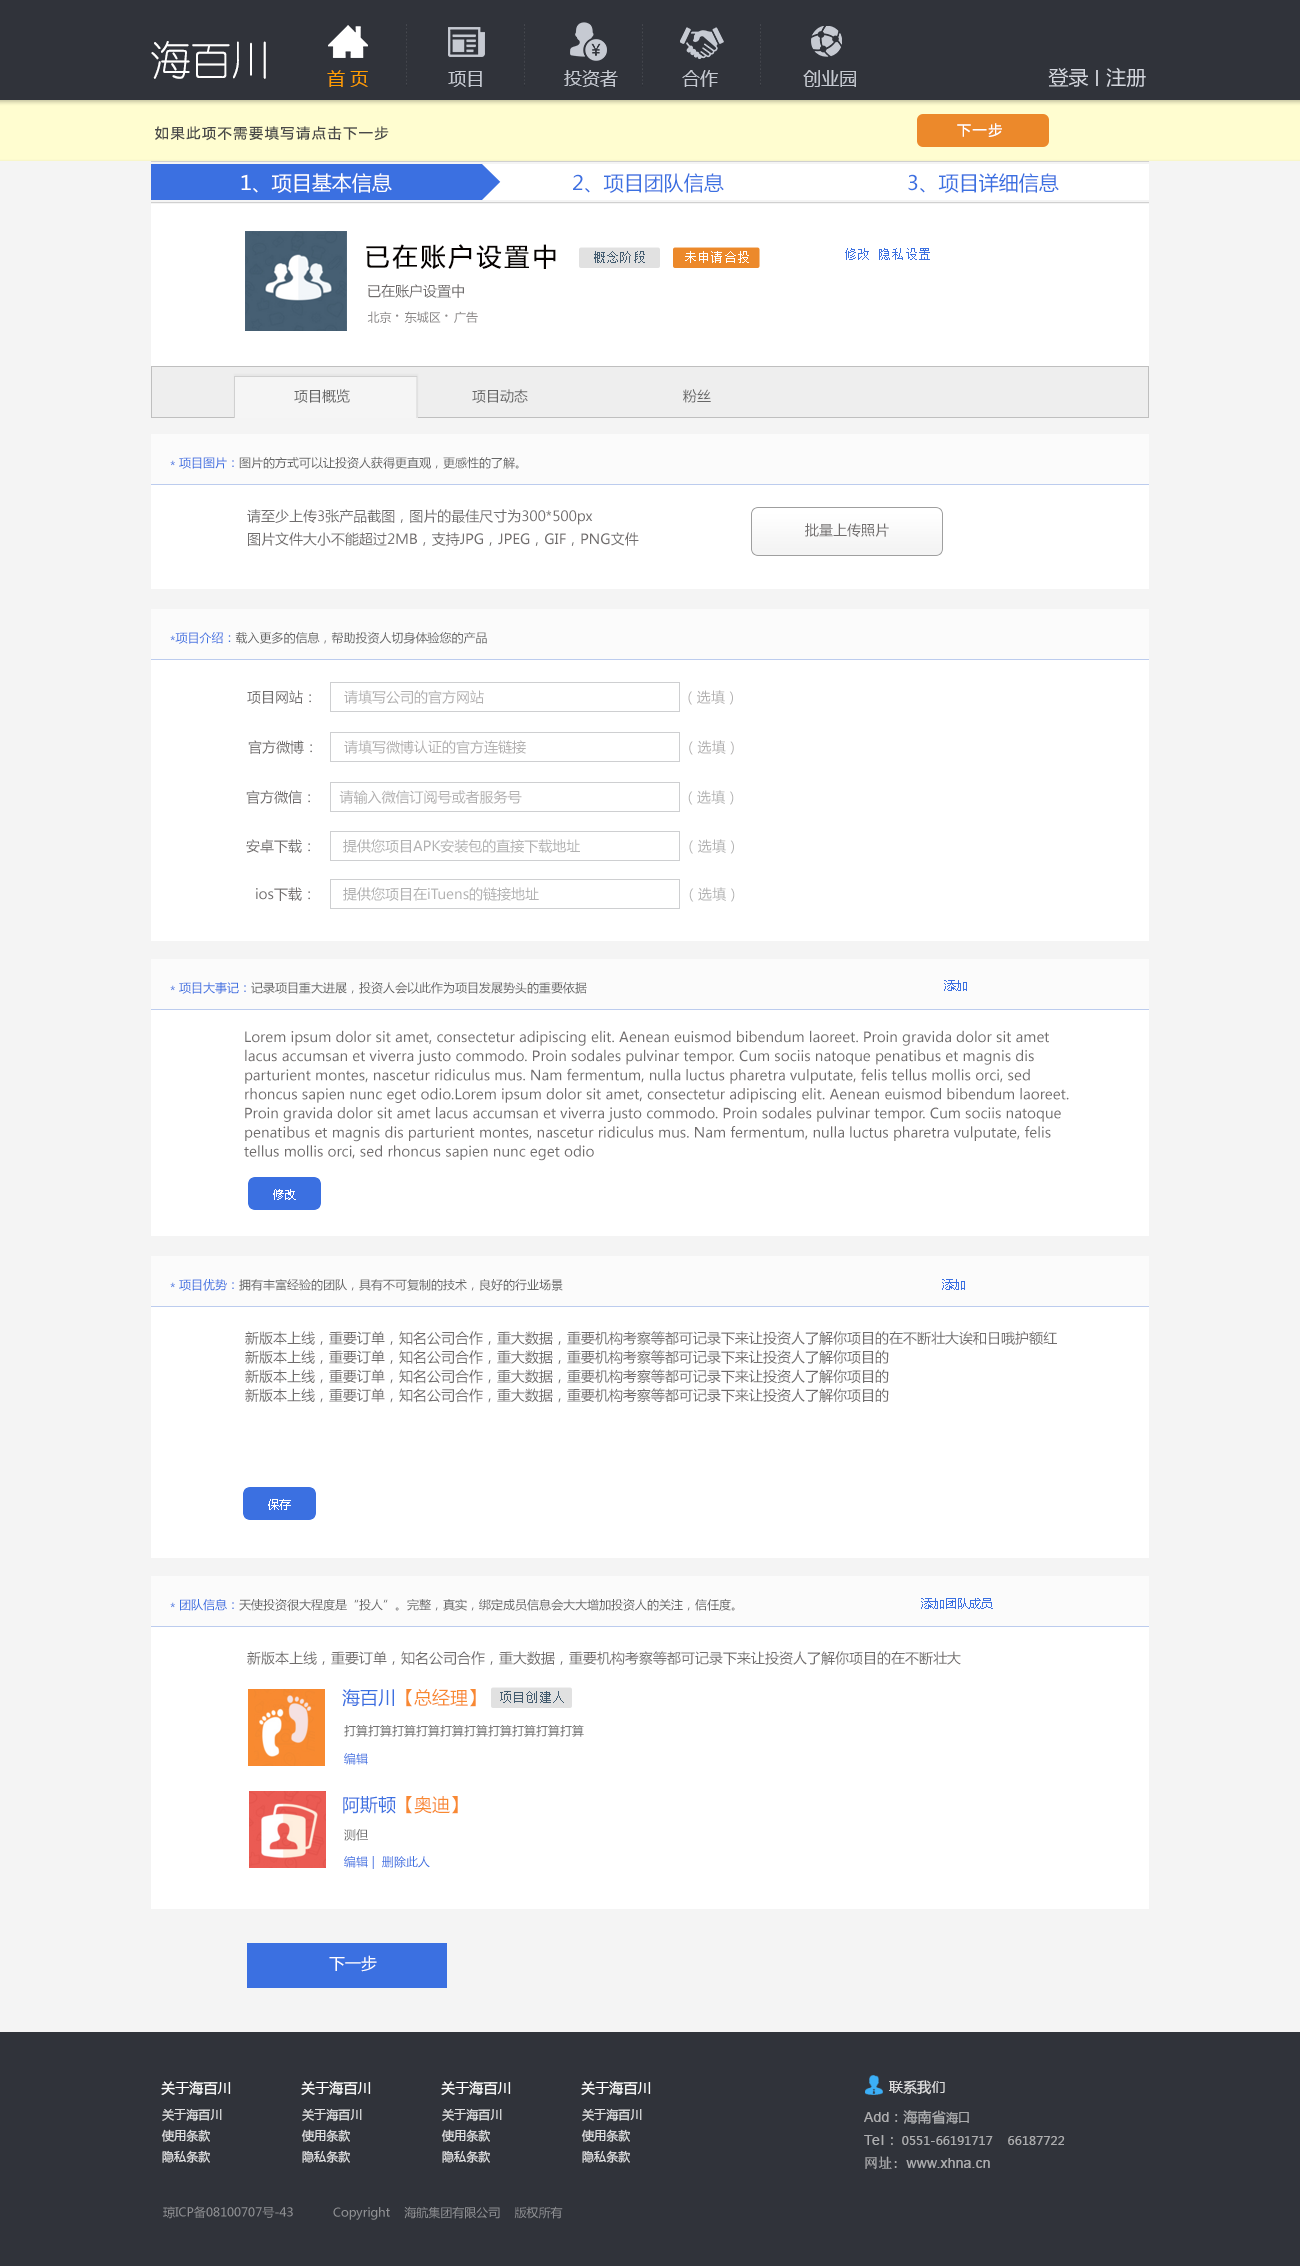 海百川
首 页
项目
投资者
合作
创业园
登录 | 注册
如果此项不需要填写请点击下一步
下一步
1、项目基本信息
2、项目团队信息
3、项目详细信息
已在账户设置中
概念阶段
未申请合投
修改 隐私设置
已在账户设置中
北京·东城区·广告
项目概览
项目动态
粉丝
* 项目图片：图片的方式可以让投资人获得更直观，更感性的了解。
请至少上传3张产品截图，图片的最佳尺寸为300*500px
图片文件大小不能超过2MB，支持JPG，JPEG，GIF，PNG文件
批量上传照片
*项目介绍：载入更多的信息，帮助投资人切身体验您的产品
项目网站： 请填写公司的官方网站 （选填）
官方微博： 请填写微博认证的官方连链接 （选填）
官方微信： 请输入微信订阅号或者服务号 （选填）
安卓下载： 提供您项目APK安装包的直接下载地址 （选填）
ios下载： 提供您项目在iTuens的链接地址 （选填）
* 项目大事记：记录项目重大进展，投资人会以此作为项目发展势头的重要依据
添加
Lorem ipsum dolor sit amet, consectetur adipiscing elit. Aenean euismod bibendum laoreet. Proin gravida dolor sit amet
lacus accumsan et viverra justo commodo. Proin sodales pulvinar tempor. Cum sociis natoque penatibus et magnis dis
parturient montes, nascetur ridiculus mus. Nam fermentum, nulla luctus pharetra vulputate, felis tellus mollis orci, sed
rhoncus sapien nunc eget odio.Lorem ipsum dolor sit amet, consectetur adipiscing elit. Aenean euismod bibendum laoreet.
Proin gravida dolor sit amet lacus accumsan et viverra justo commodo. Proin sodales pulvinar tempor. Cum sociis natoque
penatibus et magnis dis parturient montes, nascetur ridiculus mus. Nam fermentum, nulla luctus pharetra vulputate, felis
tellus mollis orci, sed rhoncus sapien nunc eget odio
修改
* 项目优势：拥有丰富经验的团队，具有不可复制的技术，良好的行业场景
添加
新版本上线，重要订单，知名公司合作，重大数据，重要机构考察等都可记录下来让投资人了解你项目的在不断壮大诶和日哦护额红
新版本上线，重要订单，知名公司合作，重大数据，重要机构考察等都可记录下来让投资人了解你项目的
新版本上线，重要订单，知名公司合作，重大数据，重要机构考察等都可记录下来让投资人了解你项目的
新版本上线，重要订单，知名公司合作，重大数据，重要机构考察等都可记录下来让投资人了解你项目的
保存
* 团队信息：天使投资很大程度是“投人”。完整，真实，绑定成员信息会大大增加投资人的关注，信任度。
添加团队成员
新版本上线，重要订单，知名公司合作，重大数据，重要机构考察等都可记录下来让投资人了解你项目的在不断壮大
海百川【总经理】 项目创建人
打算打算打算打算打算打算打算打算打算打算
编辑
阿斯顿【奥迪】
测但
编辑 | 删除此人
下一步
关于海百川 关于海百川 关于海百川 关于海百川
关于海百川 关于海百川 关于海百川 关于海百川
使用条款 使用条款 使用条款 使用条款
隐私条款 隐私条款 隐私条款 隐私条款
联系我们
Add：海南省海口
Tel：0551-66191717 66187722
网址：www.xhna.cn
琼ICP备08100707号-43 Copyright 海航集团有限公司 版权所有